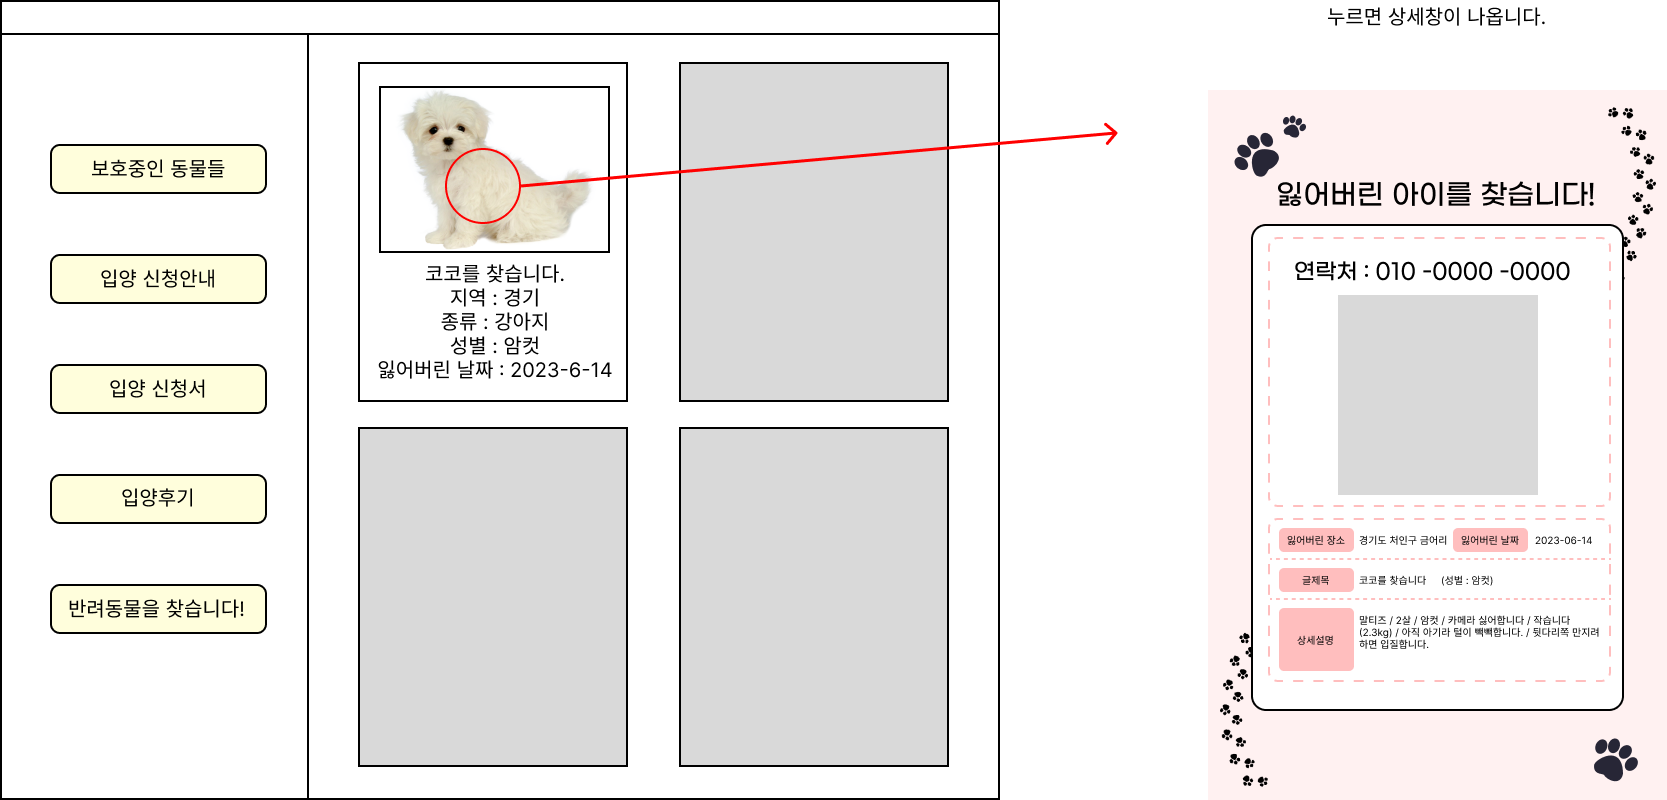 보호중인 동물들
입양 신청안내
입양 신청서
입양후기
반려동물을 찾습니다!
코코를 찾습니다.
지역 : 경기
종류 : 강아지
성별 : 암컷
잃어버린 날짜 : 2023-6-14
누르면 상세창이 나옵니다.
잃어버린 아이를 찾습니다!
연락처 : 010 -0000 -0000
잃어버린 장소 경기도 처인구 금어리 잃어버린 날짜 2023-06-14
글제목 코코를 찾습니다 (성별 : 암컷)
상세설명
말티즈 / 2살 / 암컷 / 카메라 싫어합니다 / 작습니다
(2.3kg) / 아직 아기라 털이 빽빽합니다. / 뒷다리쪽 만지려
하면 입질합니다.